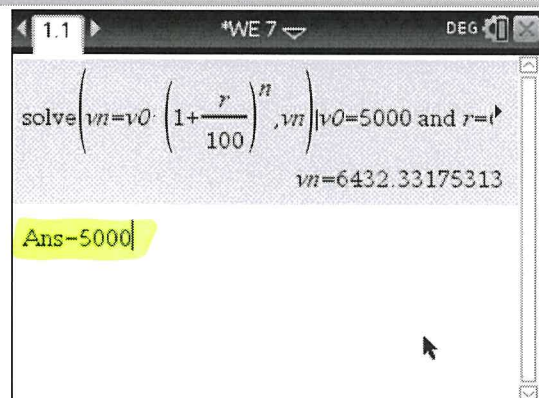 1.1 *WE 7 DEG
solve(vn=v0·(1+r/100)^n,vn)|v0=5000 and r=
vn=6432.33175313
Ans-5000